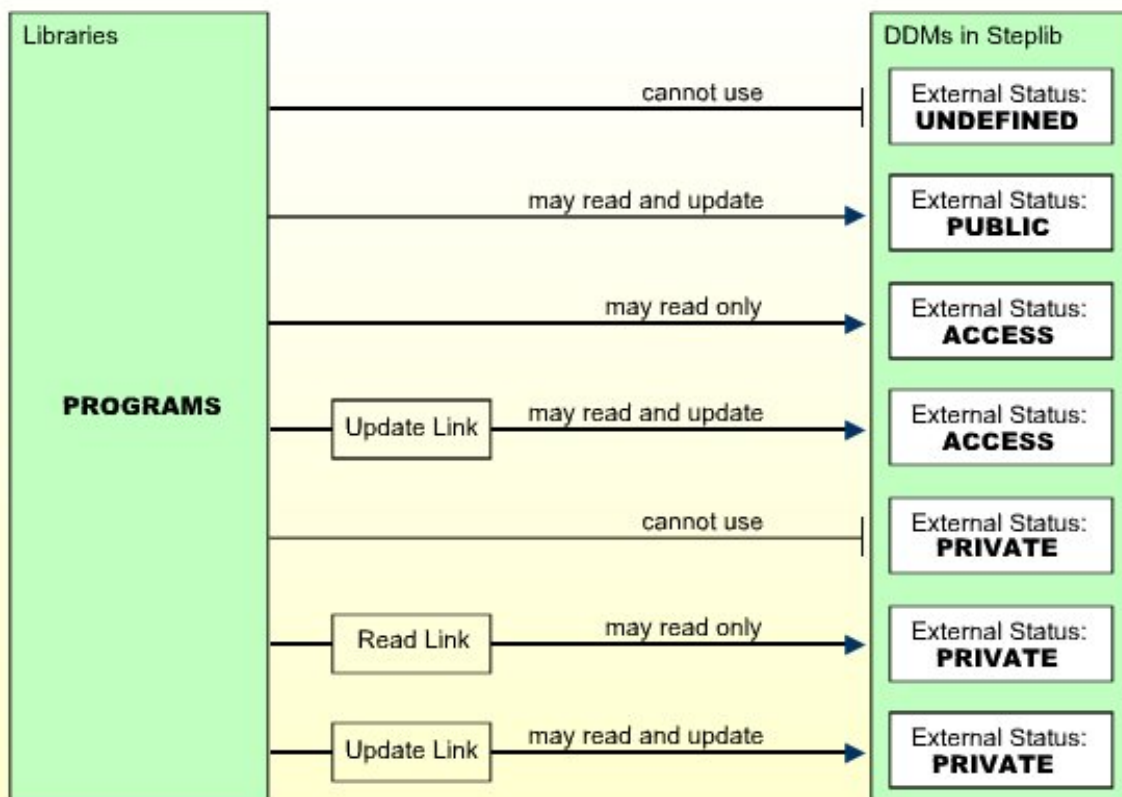 Libraries
DDMs in Steplib
cannot use
External Status:
UNDEFINED
may read and update
External Status:
PUBLIC
may read only
External Status:
ACCESS
PROGRAMS
Update Link
may read and update
External Status:
ACCESS
cannot use
External Status:
PRIVATE
Read Link
may read only
External Status:
PRIVATE
Update Link
may read and update
External Status:
PRIVATE